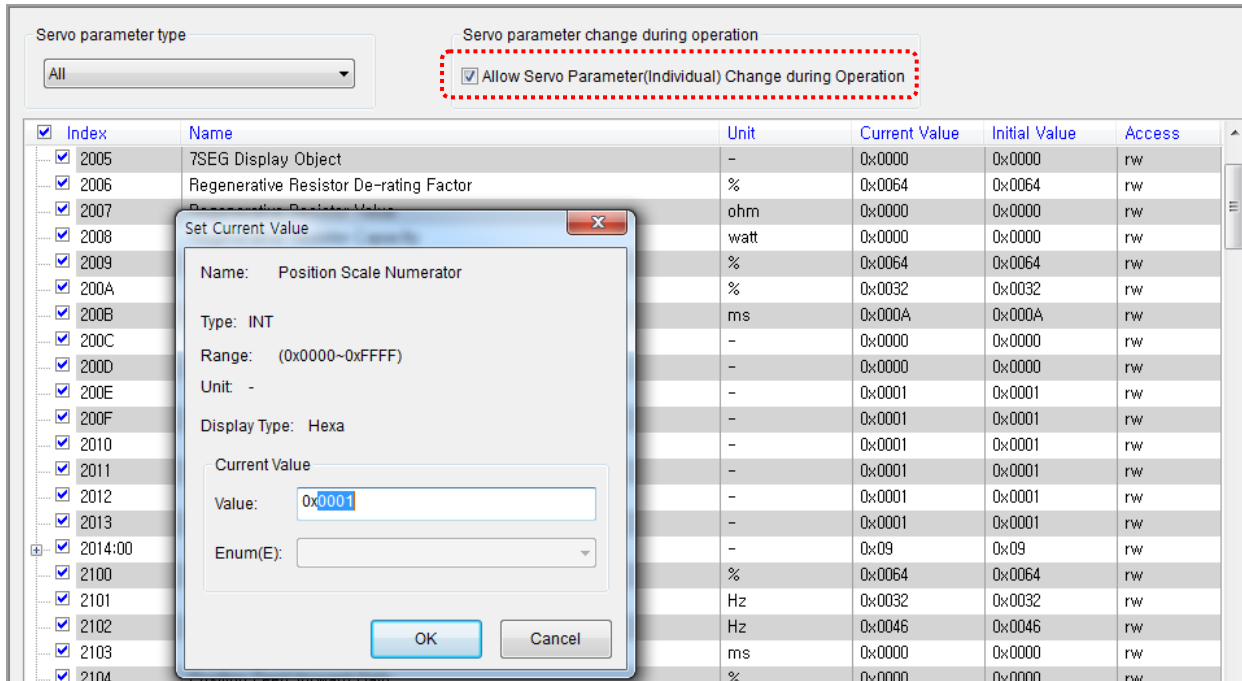 Servo parameter type
Servo parameter change during operation
All
Allow Servo Parameter(Individual) Change during Operation
Index Name Unit Current Value Initial Value Access
2005 7SEG Display Object - 0x0000 0x0000 rw
2006 Regenerative Resistor De-rating Factor % 0x0064 0x0064 rw
2007 Regenerative Resistor Value ohm 0x0000 0x0000 rw
2008 watt 0x0000 0x0000 rw
2009 % 0x0064 0x0064 rw
200A % 0x0032 0x0032 rw
200B ms 0x000A 0x000A rw
200C - 0x0000 0x0000 rw
200D - 0x0000 0x0000 rw
200E - 0x0001 0x0001 rw
200F - 0x0001 0x0001 rw
2010 - 0x0001 0x0001 rw
2011 - 0x0001 0x0001 rw
2012 - 0x0001 0x0001 rw
2013 - 0x0001 0x0001 rw
2014:00 - 0x09 0x09 rw
2100 % 0x0064 0x0064 rw
2101 Hz 0x0032 0x0032 rw
2102 Hz 0x0046 0x0046 rw
2103 ms 0x0000 0x0000 rw
2104 % 0x0000 0x0000 rw
Set Current Value
Name: Position Scale Numerator
Type: INT
Range: (0x0000~0xFFFF)
Unit: -
Display Type: Hexa
Current Value
Value: 0x0001
Enum(E):
OK Cancel